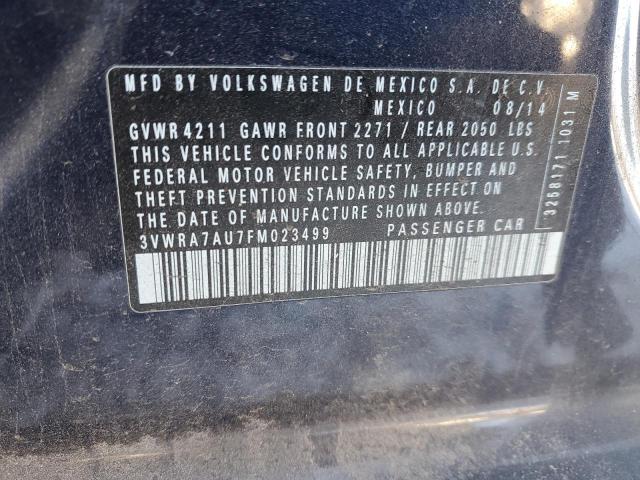 MFD BY VOLKSWAGEN DE MEXICO S.A. DE C.V.
MEXICO 08/14
GVWR 4211 GAWR FRONT 2271 / REAR 2050 LBS
THIS VEHICLE CONFORMS TO ALL APPLICABLE U.S.
FEDERAL MOTOR VEHICLE SAFETY, BUMPER AND
THEFT PREVENTION STANDARDS IN EFFECT ON
THE DATE OF MANUFACTURE SHOWN ABOVE.
3VWRA7AU7FM023499 PASSENGER CAR
3258171 1031 M